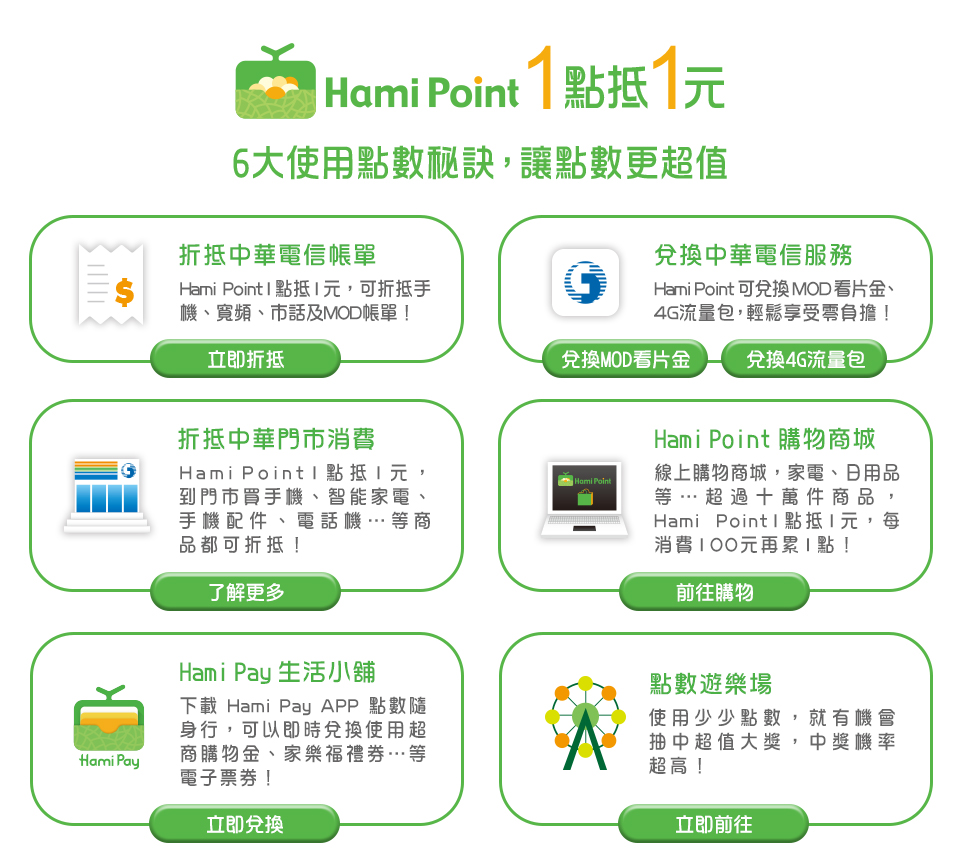 Hami Point 1點抵1元
6大使用點數秘訣，讓點數更超值
折抵中華電信帳單
Hami Point 1點抵1元，可折抵手
機、寬頻、市話及MOD帳單！
立即折抵
兌換中華電信服務
Hami Point 可兌換MOD看片金、
4G流量包，輕鬆享受零負擔！
兌換MOD看片金
兌換4G流量包
折抵中華門市消費
Hami Point 1點抵1元，
到門市買手機、智能家電、
手機配件、電話機…等商
品都可折抵！
了解更多
Hami Point
Hami Point 購物商城
線上購物商城，家電、日用品
等…超過十萬件商品，
Hami Point 1點抵1元，每
消費100元再累1點！
前往購物
Hami Pay
Hami Pay 生活小舖
下載 Hami Pay APP 點數隨
身行，可以即時兌換使用超
商購物金、家樂福禮券…等
電子票券！
立即兌換
點數遊樂場
使用少少點數，就有機會
抽中超值大獎，中獎機率
超高！
立即前往